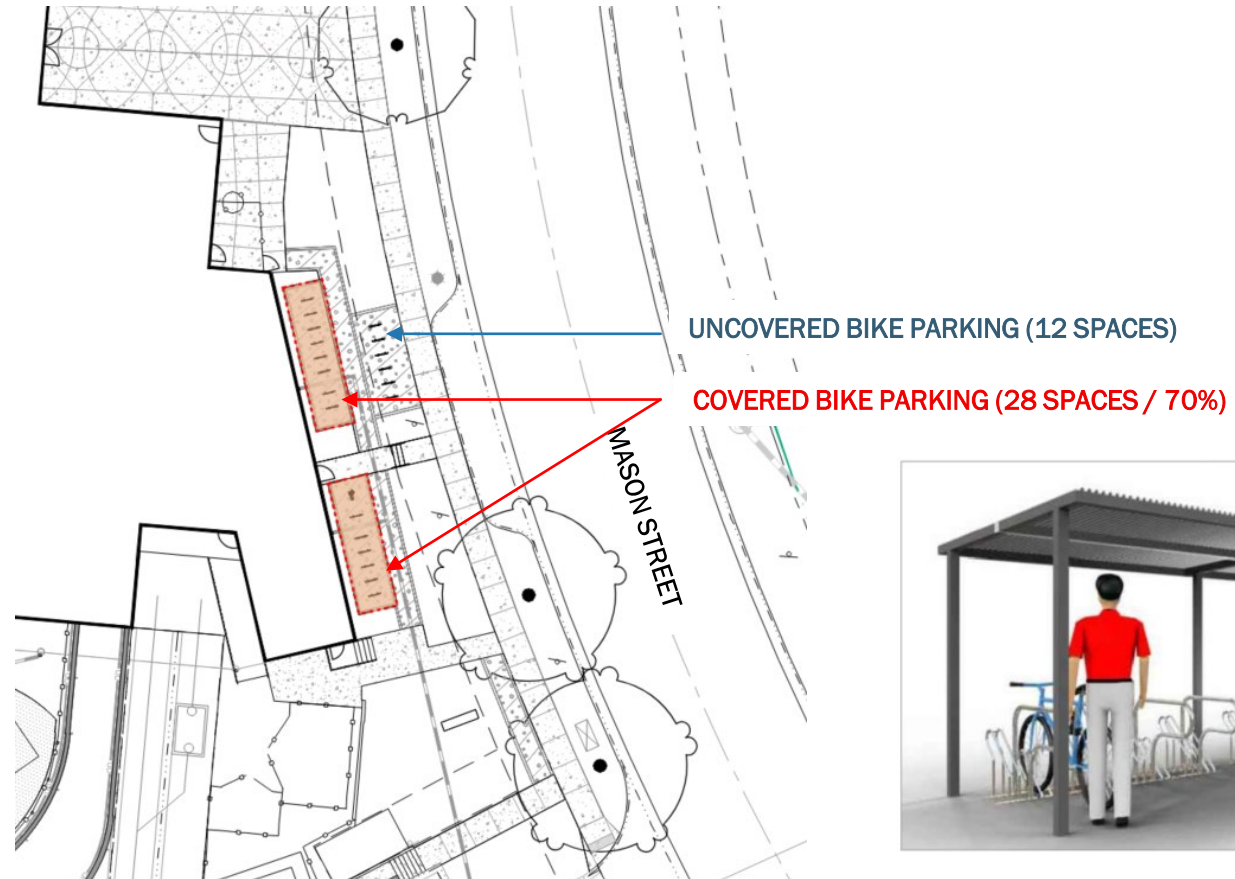 UNCOVERED BIKE PARKING (12 SPACES)
COVERED BIKE PARKING (28 SPACES / 70%)
MASON STREET